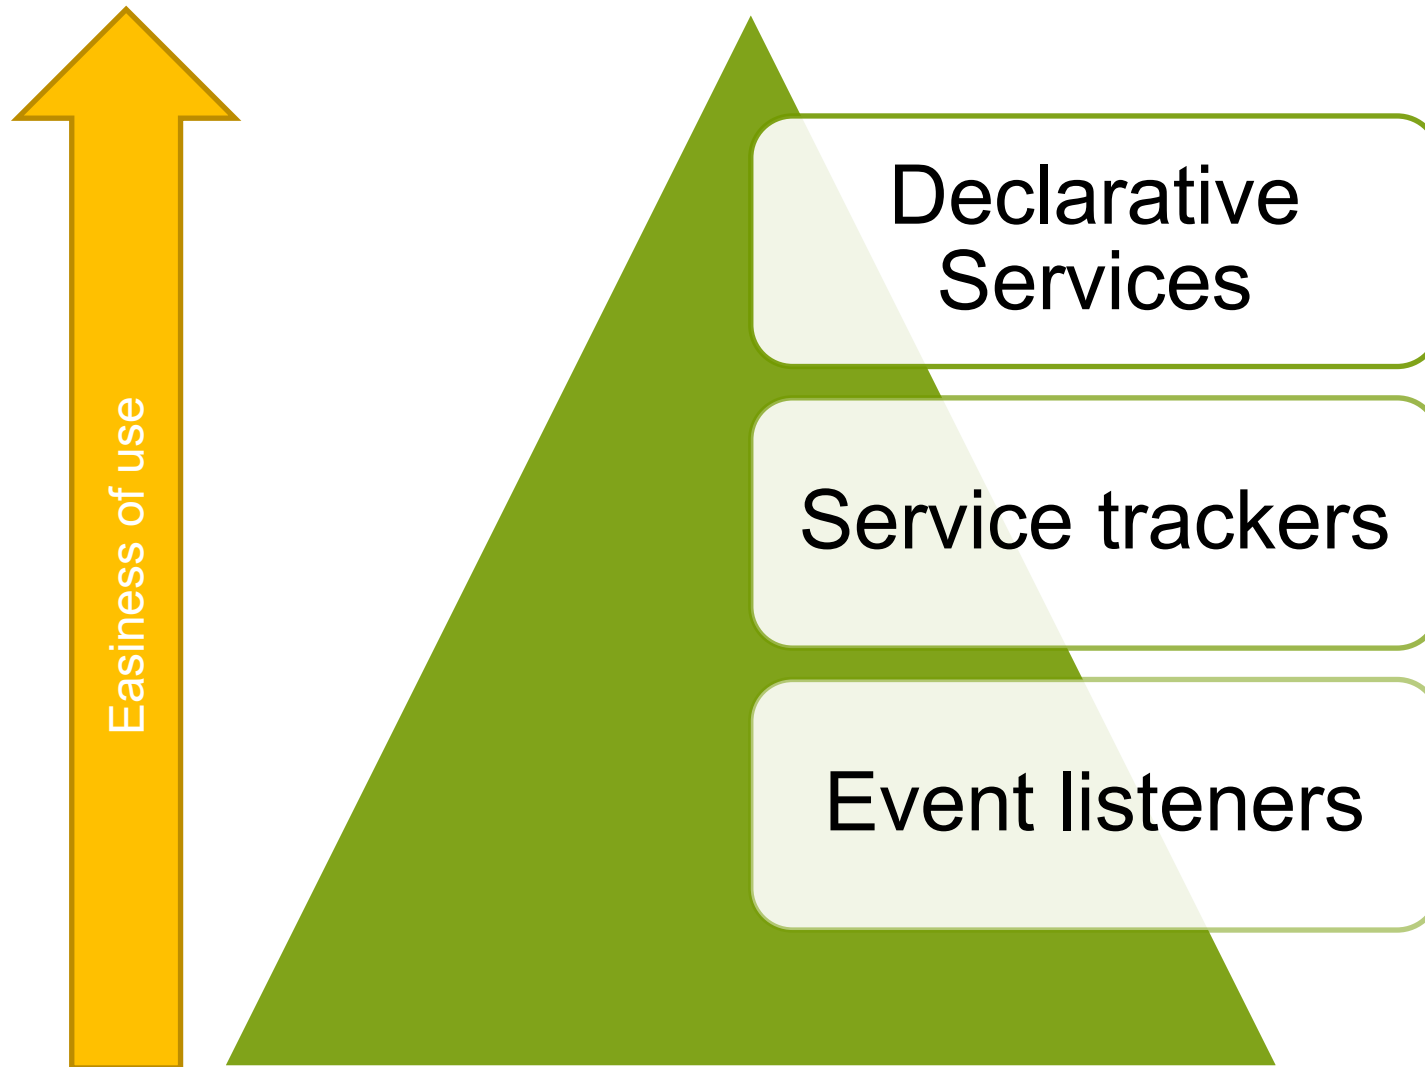 Easiness of use
Declarative
Services
Service trackers
Event listeners